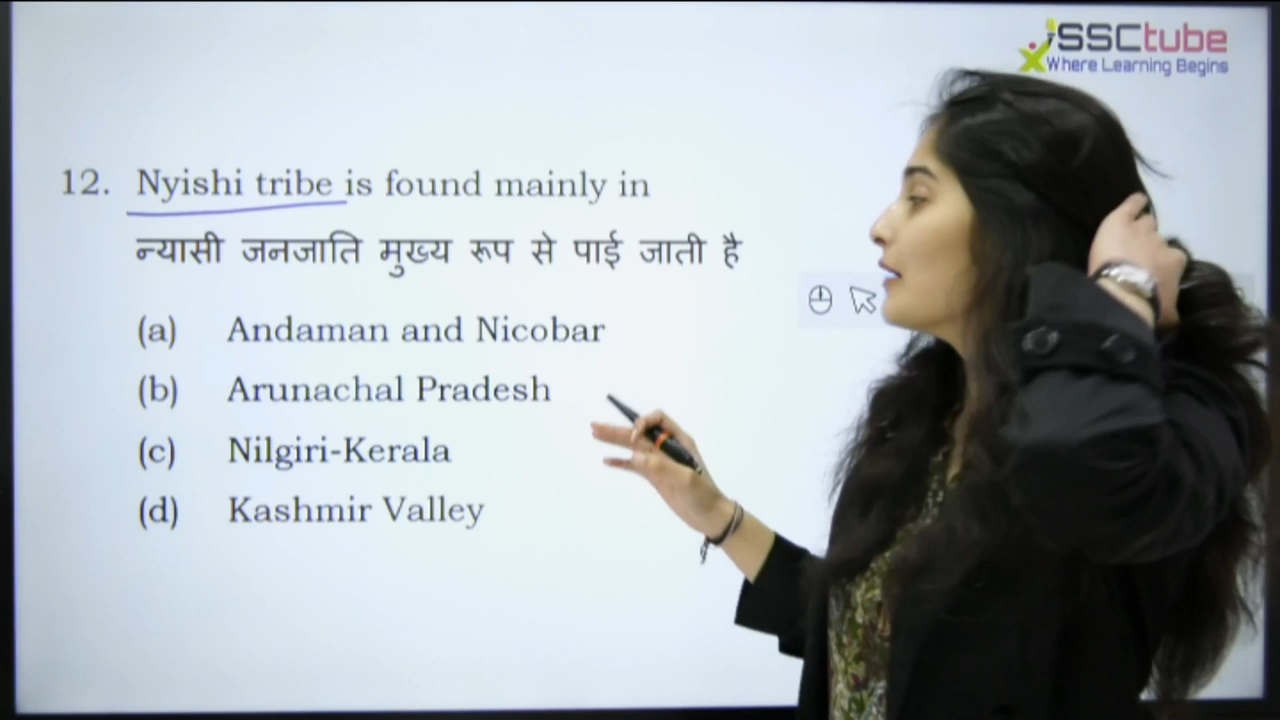 SSCtube
Where Learning Begins
12. Nyishi tribe is found mainly in
न्यासी जनजाति मुख्य रूप से पाई जाती है
(a) Andaman and Nicobar
(b) Arunachal Pradesh
(c) Nilgiri-Kerala
(d) Kashmir Valley